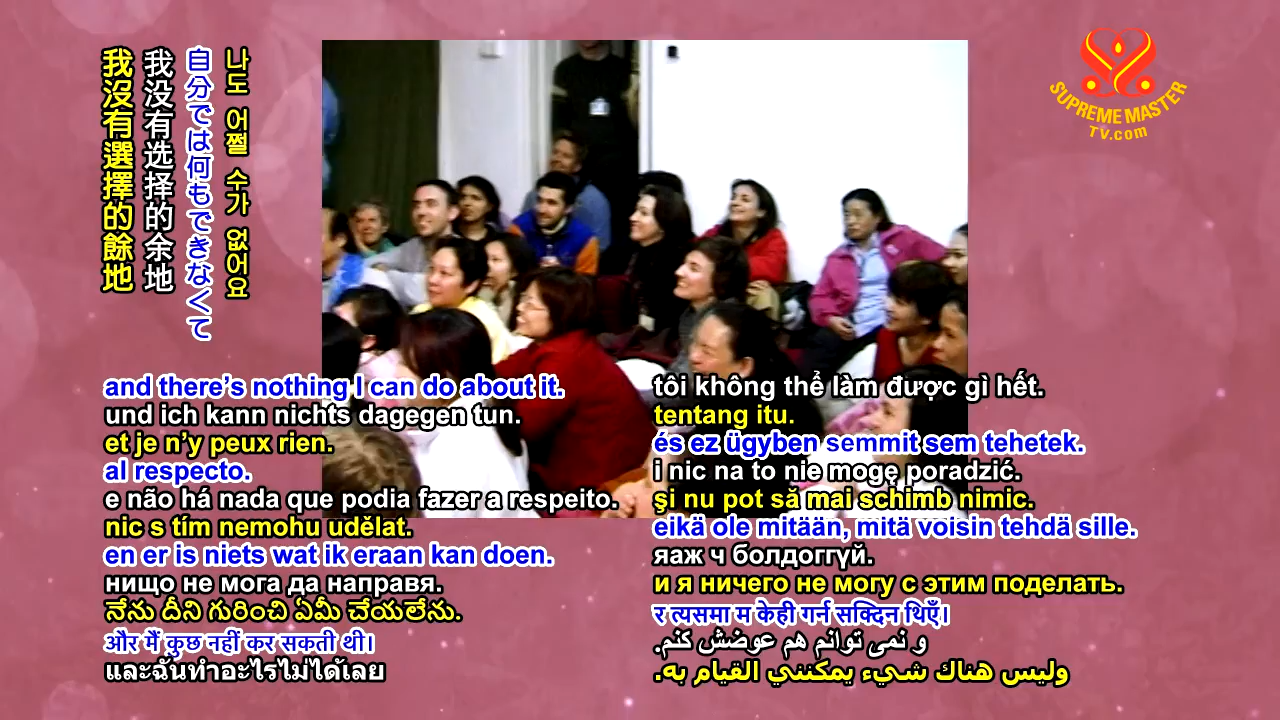 我沒有選擇的餘地
我没有选择的余地
自分では何もできなくて
나도 어쩔 수가 없어요
SUPREME MASTER
TV.com
and there's nothing I can do about it.
und ich kann nichts dagegen tun.
et je n'y peux rien.
al respecto.
e não há nada que podia fazer a respeito.
nic s tím nemohu udělat.
en er is niets wat ik eraan kan doen.
нищо не мога да направя.
నేను దీని గురించి ఏమీ చేయలేను.
और मैं कुछ नहीं कर सकती थी।
และฉันทำอะไรไม่ได้เลย
tôi không thể làm được gì hết.
tentang itu.
és ez ügyben semmit sem tehetek.
i nic na to nie mogę poradzić.
şi nu pot să mai schimb nimic.
eikä ole mitään, mitä voisin tehdä sille.
яаж ч болдоггүй.
и я ничего не могу с этим поделать.
र त्यसमा म केही गर्न सक्दिन थिएँ।
و نمی توانم هم عوضش کنم.
وليس هناك شيء يمكنني القيام به.